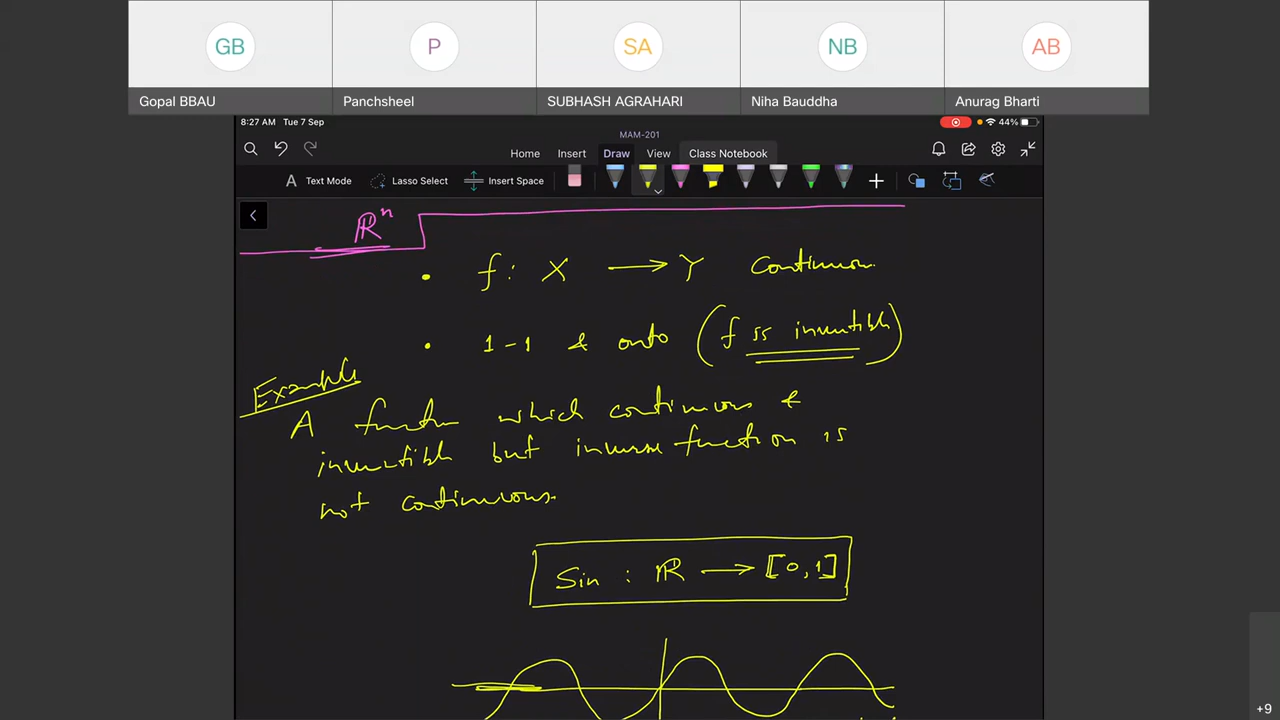 GB
P
SA
NB
AB
Gopal BBAU
Panchsheel
SUBHASH AGRAHARI
Niha Bauddha
Anurag Bharti
8:27 AM Tue 7 Sep
44%
MAM-201
Home Insert Draw View Class Notebook
Text Mode Lasso Select Insert Space
ℝⁿ
• f : X → Y Continuou
• 1-1 & onto (f is invertible)
Example
A function which continuous &
invertible but inverse function is
not continuous.
Sin : ℝ → [0,1]
+9